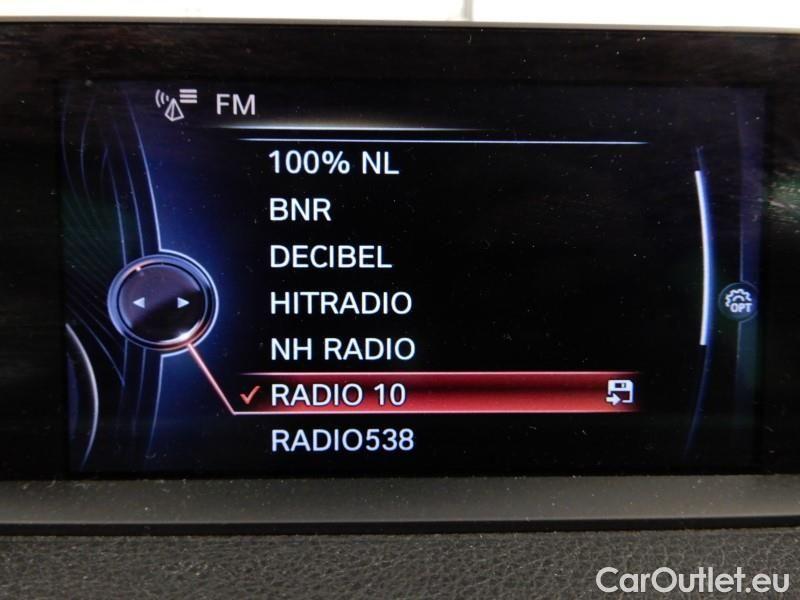 FM
100% NL
BNR
DECIBEL
HITRADIO
NH RADIO
RADIO 10
RADIO538
OPT
CarOutlet.eu